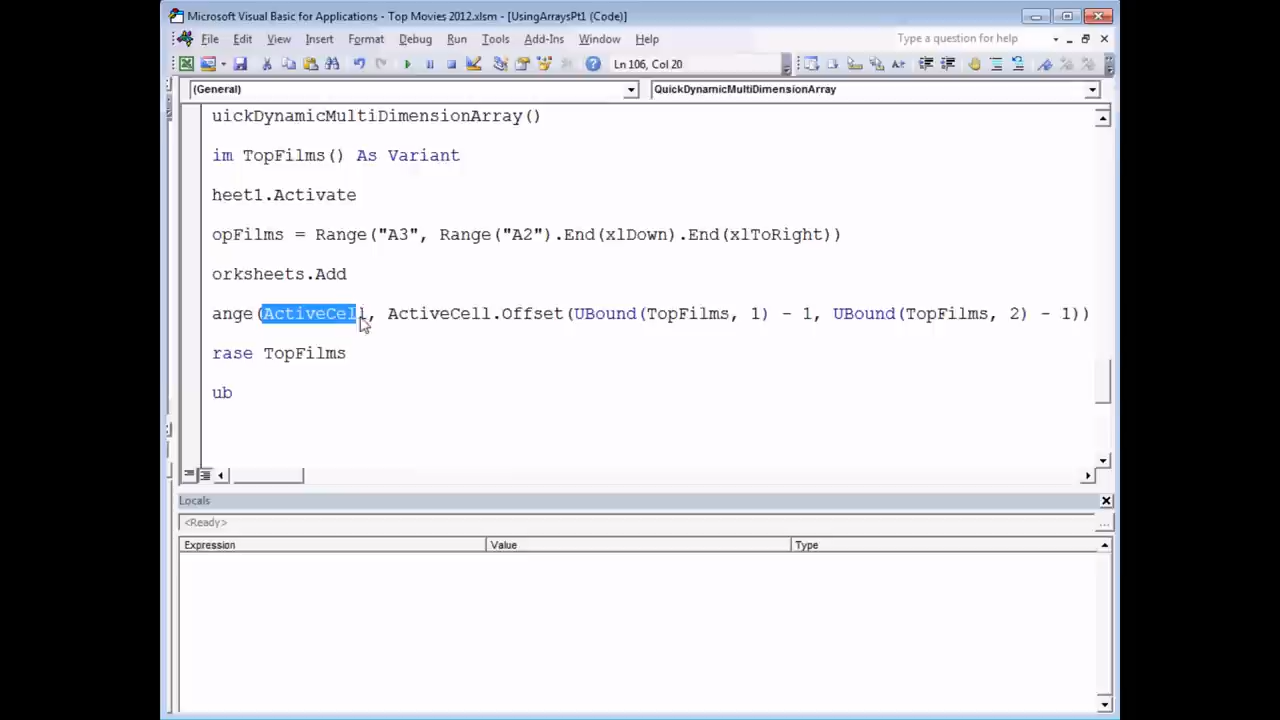 Microsoft Visual Basic for Applications - Top Movies 2012.xlsm - [UsingArraysPt1 (Code)]
File Edit View Insert Format Debug Run Tools Add-Ins Window Help Type a question for help
Ln 106, Col 20
(General) QuickDynamicMultiDimensionArray
uickDynamicMultiDimensionArray()
im TopFilms() As Variant
heet1.Activate
opFilms = Range("A3", Range("A2").End(xlDown).End(xlToRight))
orksheets.Add
ange(ActiveCell, ActiveCell.Offset(UBound(TopFilms, 1) - 1, UBound(TopFilms, 2) - 1))
rase TopFilms
ub
Locals
<Ready>
Expression Value Type